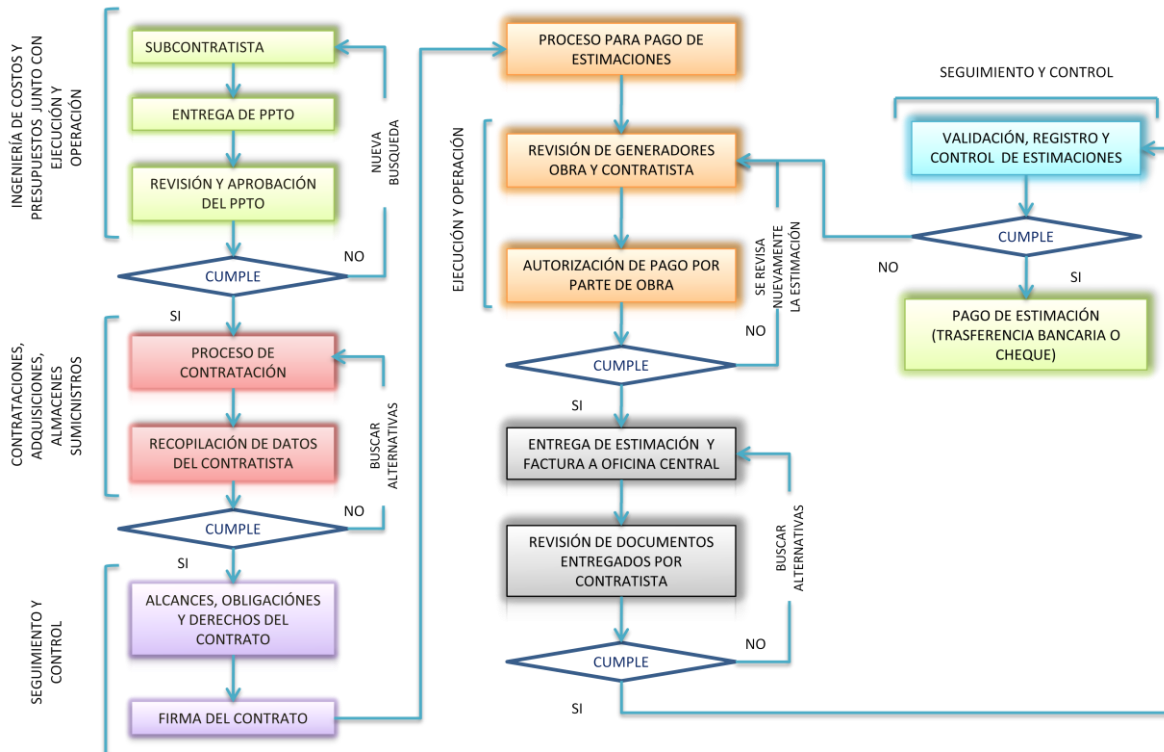 INGENIERÍA DE COSTOS Y
PRESUPUESTOS JUNTO CON
EJECUCIÓN Y
OPERACIÓN
SUBCONTRATISTA
ENTREGA DE PPTO
REVISIÓN Y APROBACIÓN
DEL PPTO
NUEVA
BUSQUEDA
CUMPLE
NO
SI
CONTRATACIONES,
ADQUISICIONES,
ALMACENES
SUMICNISTROS
PROCESO DE
CONTRATACIÓN
RECOPILACIÓN DE DATOS
DEL CONTRATISTA
BUSCAR
ALTERNATIVAS
CUMPLE
NO
SI
SEGUIMIENTO Y
CONTROL
ALCANCES, OBLIGACIÓNES
Y DERECHOS DEL
CONTRATO
FIRMA DEL CONTRATO
PROCESO PARA PAGO DE
ESTIMACIONES
EJECUCIÓN Y OPERACIÓN
REVISIÓN DE GENERADORES
OBRA Y CONTRATISTA
AUTORIZACIÓN DE PAGO POR
PARTE DE OBRA
SE REVISA
NUEVAMENTE
LA ESTIMACIÓN
CUMPLE
NO
SI
ENTREGA DE ESTIMACIÓN Y
FACTURA A OFICINA CENTRAL
REVISIÓN DE DOCUMENTOS
ENTREGADOS POR
CONTRATISTA
BUSCAR
ALTERNATIVAS
CUMPLE
NO
SI
SEGUIMIENTO Y CONTROL
VALIDACIÓN, REGISTRO Y
CONTROL DE ESTIMACIONES
CUMPLE
NO
SI
PAGO DE ESTIMACIÓN
(TRASFERENCIA BANCARIA O
CHEQUE)